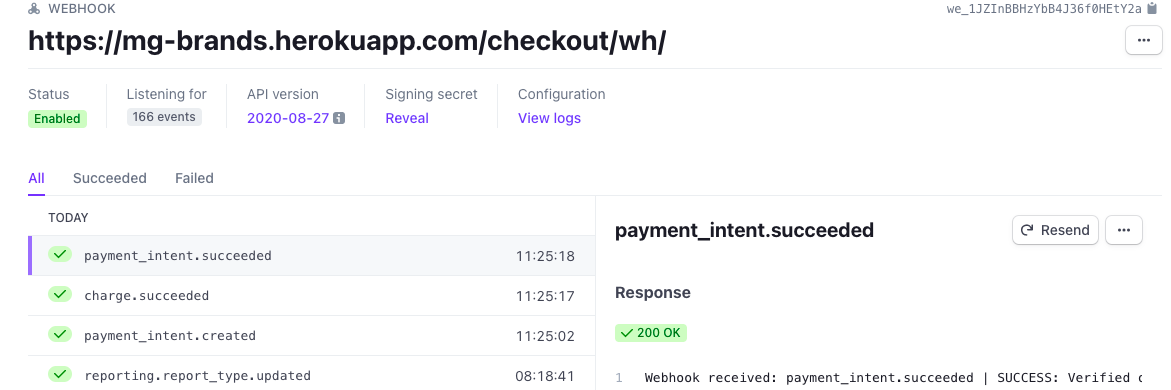 WEBHOOK
we_1JZInBBHzYbB4J36f0HEtY2a
https://mg-brands.herokuapp.com/checkout/wh/
Status
Listening for
API version
Signing secret
Configuration
Enabled
166 events
2020-08-27
Reveal
View logs
All
Succeeded
Failed
TODAY
payment_intent.succeeded 11:25:18
charge.succeeded 11:25:17
payment_intent.created 11:25:02
reporting.report_type.updated 08:18:41
payment_intent.succeeded
Resend
Response
200 OK
1 Webhook received: payment_intent.succeeded | SUCCESS: Verified